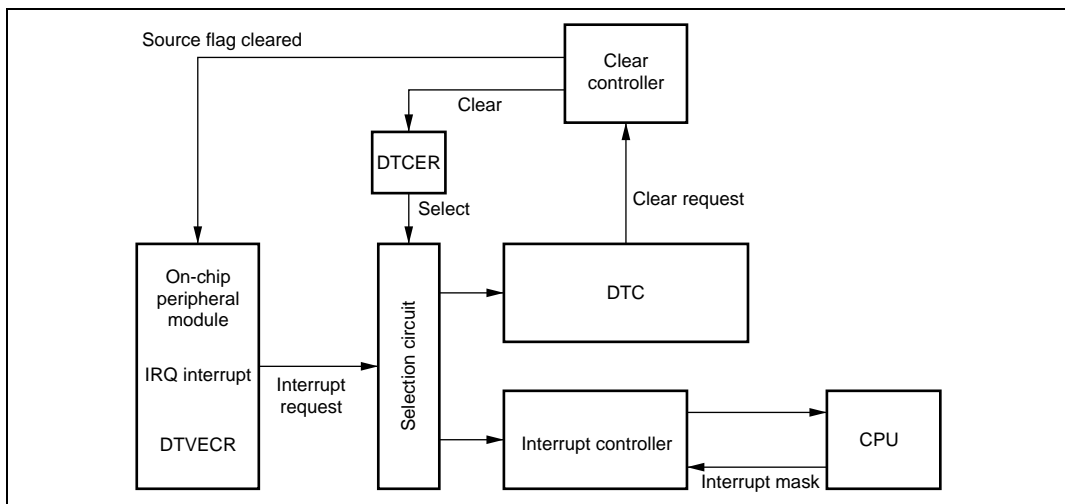 Source flag cleared
Clear
controller
Clear
DTCER
Clear request
Select
On-chip
peripheral
module
IRQ interrupt
DTVECR
Interrupt
request
Selection circuit
DTC
Interrupt controller
CPU
Interrupt mask